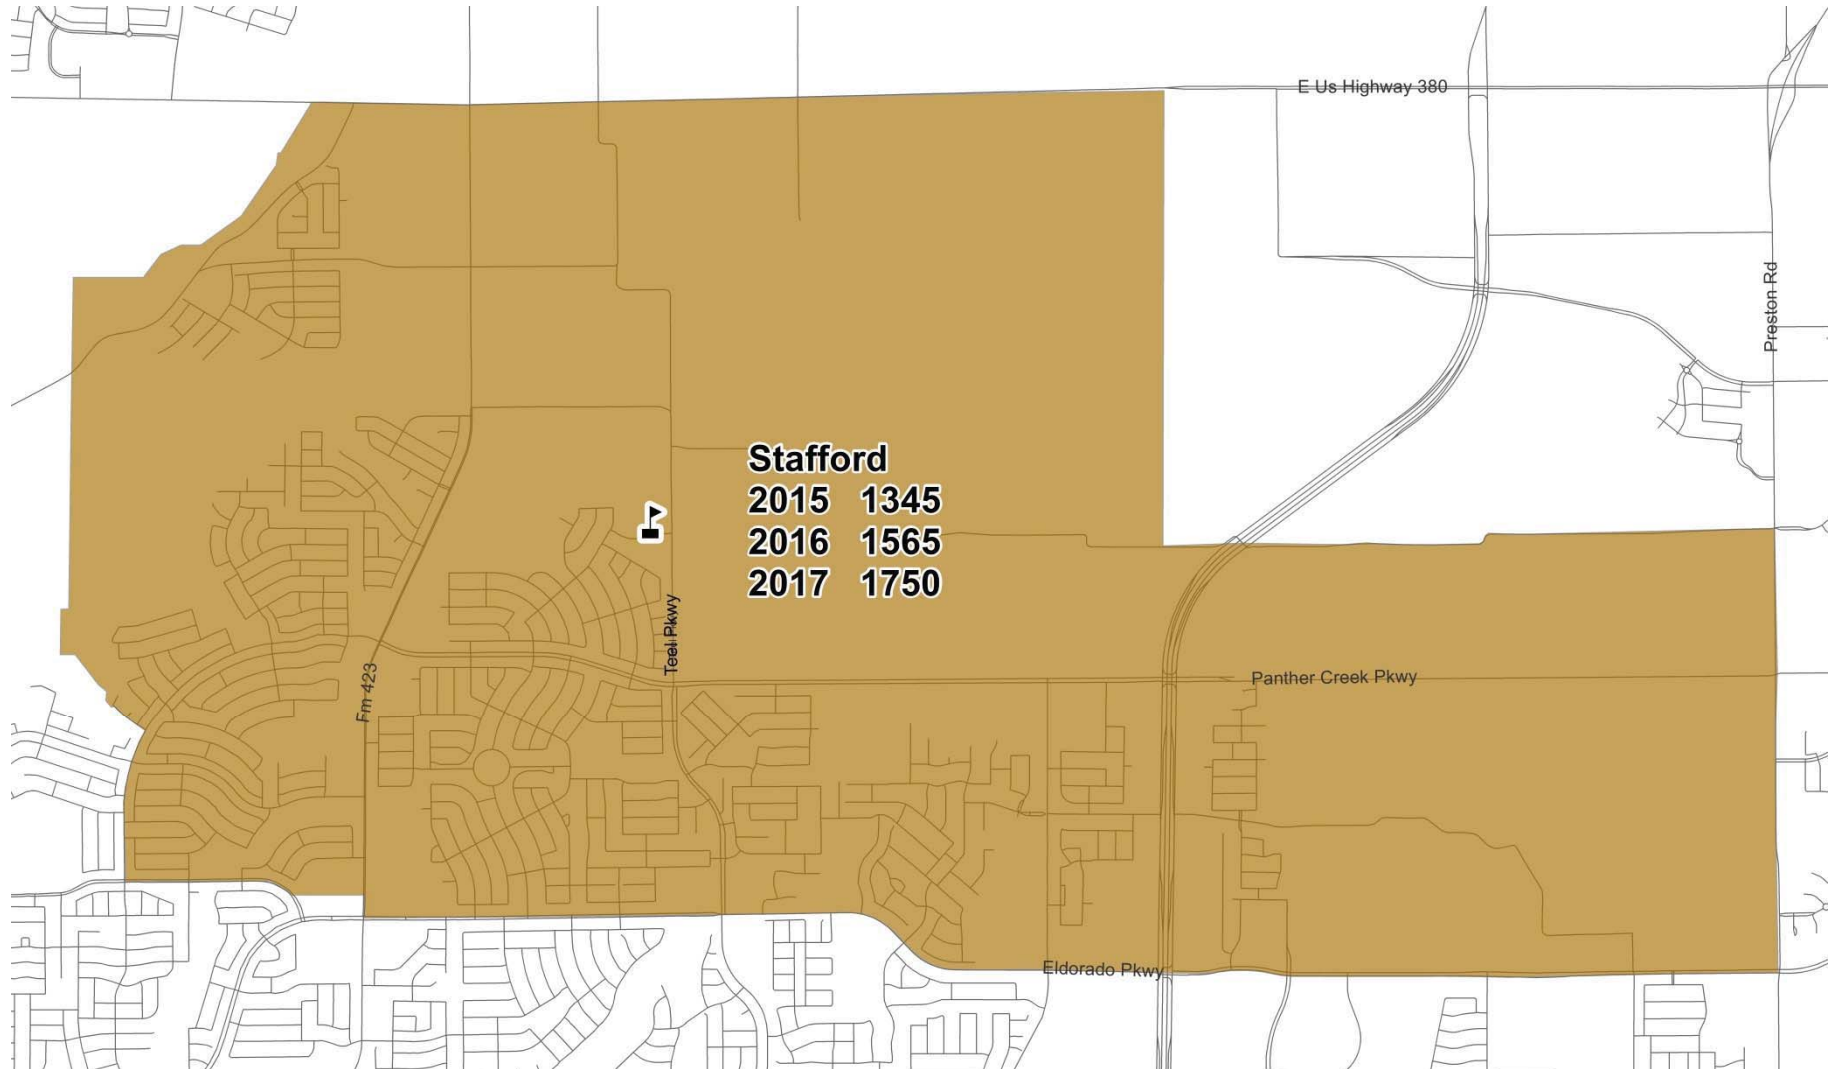 E Us Highway 380
Preston Rd
Stafford
2015 1345
2016 1565
2017 1750
Teel Pkwy
Fm 423
Panther Creek Pkwy
Eldorado Pkwy